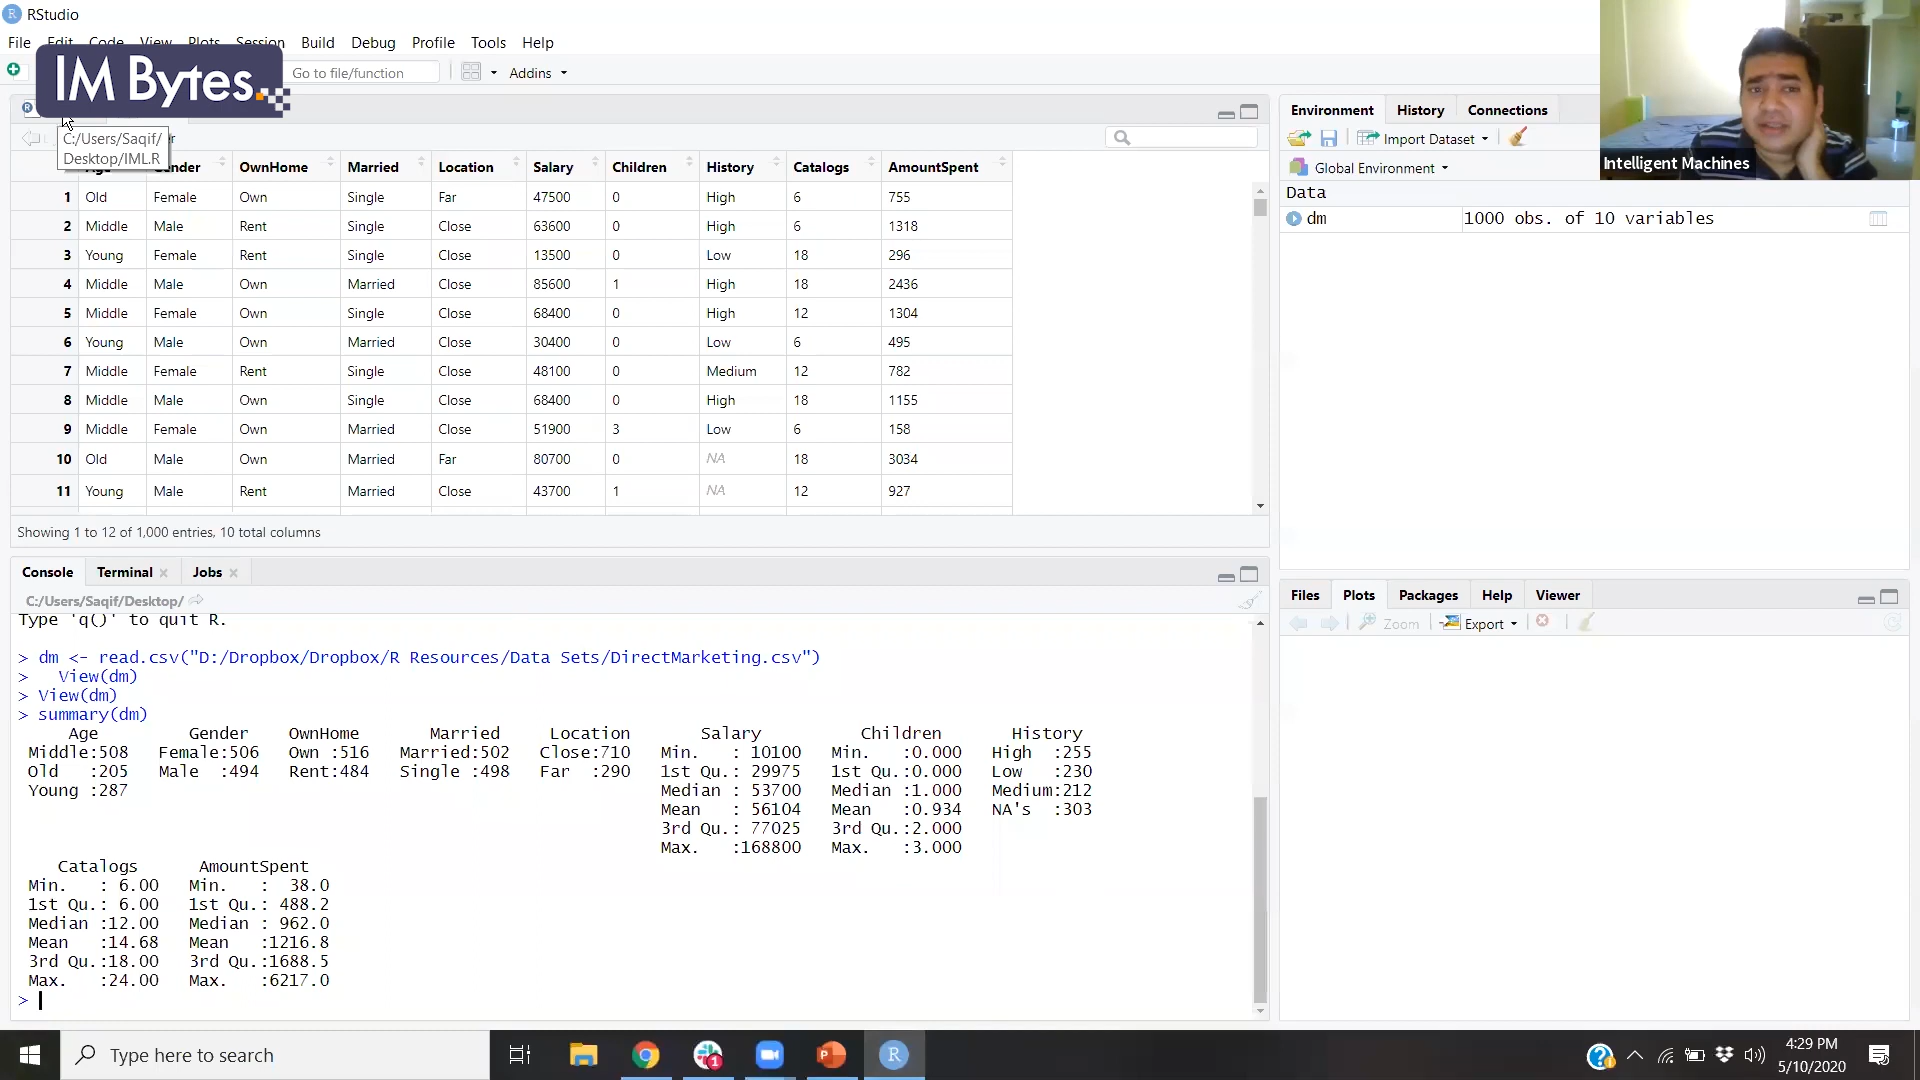 RStudio
File Edit Code View Plots Session Build Debug Profile Tools Help
IM Bytes.
Go to file/function
Addins
C:/Users/Saqif/
Desktop/IML.R
OwnHome Married Location Salary Children History Catalogs AmountSpent
1 Old Female Own Single Far 47500 0 High 6 755
2 Middle Male Rent Single Close 63600 0 High 6 1318
3 Young Female Rent Single Close 13500 0 Low 18 296
4 Middle Male Own Married Close 85600 1 High 18 2436
5 Middle Female Own Single Close 68400 0 High 12 1304
6 Young Male Own Married Close 30400 0 Low 6 495
7 Middle Female Rent Single Close 48100 0 Medium 12 782
8 Middle Male Own Single Close 68400 0 High 18 1155
9 Middle Female Own Married Close 51900 3 Low 6 158
10 Old Male Own Married Far 80700 0 NA 18 3034
11 Young Male Rent Married Close 43700 1 NA 12 927
Showing 1 to 12 of 1,000 entries, 10 total columns
Console Terminal Jobs
C:/Users/Saqif/Desktop/
Type 'q()' to quit R.
> dm <- read.csv("D:/Dropbox/Dropbox/R Resources/Data Sets/DirectMarketing.csv")
>   View(dm)
> View(dm)
> summary(dm)
Age Gender OwnHome Married Location Salary Children History
Middle:508 Female:506 Own :516 Married:502 Close:710 Min. : 10100 Min. :0.000 High :255
Old :205 Male :494 Rent:484 Single :498 Far :290 1st Qu.: 29975 1st Qu.:0.000 Low :230
Young :287 Median : 53700 Median :1.000 Medium:212
Mean : 56104 Mean :0.934 NA's :303
3rd Qu.: 77025 3rd Qu.:2.000
Max. :168800 Max. :3.000
Catalogs AmountSpent
Min. : 6.00 Min. : 38.0
1st Qu.: 6.00 1st Qu.: 488.2
Median :12.00 Median : 962.0
Mean :14.68 Mean :1216.8
3rd Qu.:18.00 3rd Qu.:1688.5
Max. :24.00 Max. :6217.0
>
Environment History Connections
Import Dataset
Global Environment
Data
dm 1000 obs. of 10 variables
Intelligent Machines
Files Plots Packages Help Viewer
Zoom Export
Type here to search
4:29 PM
5/10/2020